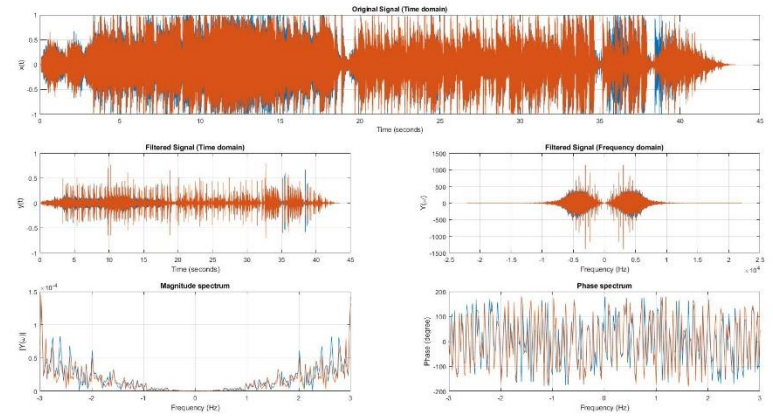 Original Signal (Time domain)
1
0.5
0
-0.5
-1
x(t)
0 5 10 15 20 25 30 35 40 45
Time (seconds)
Filtered Signal (Time domain)
1
0.5
0
-0.5
-1
y(t)
0 5 10 15 20 25 30 35 40 45
Time (seconds)
Filtered Signal (Frequency domain)
1500
1000
500
0
-500
-1000
-1500
-2.5 -2 -1.5 -1 -0.5 0 0.5 1 1.5 2 2.5
×10⁴
Frequency (Hz)
Magnitude spectrum
×10⁻⁴
1.5
1
0.5
0
-3 -2 -1 0 1 2 3
Frequency (Hz)
Phase spectrum
200
100
0
-100
-200
Phase (degree)
-3 -2 -1 0 1 2 3
Frequency (Hz)